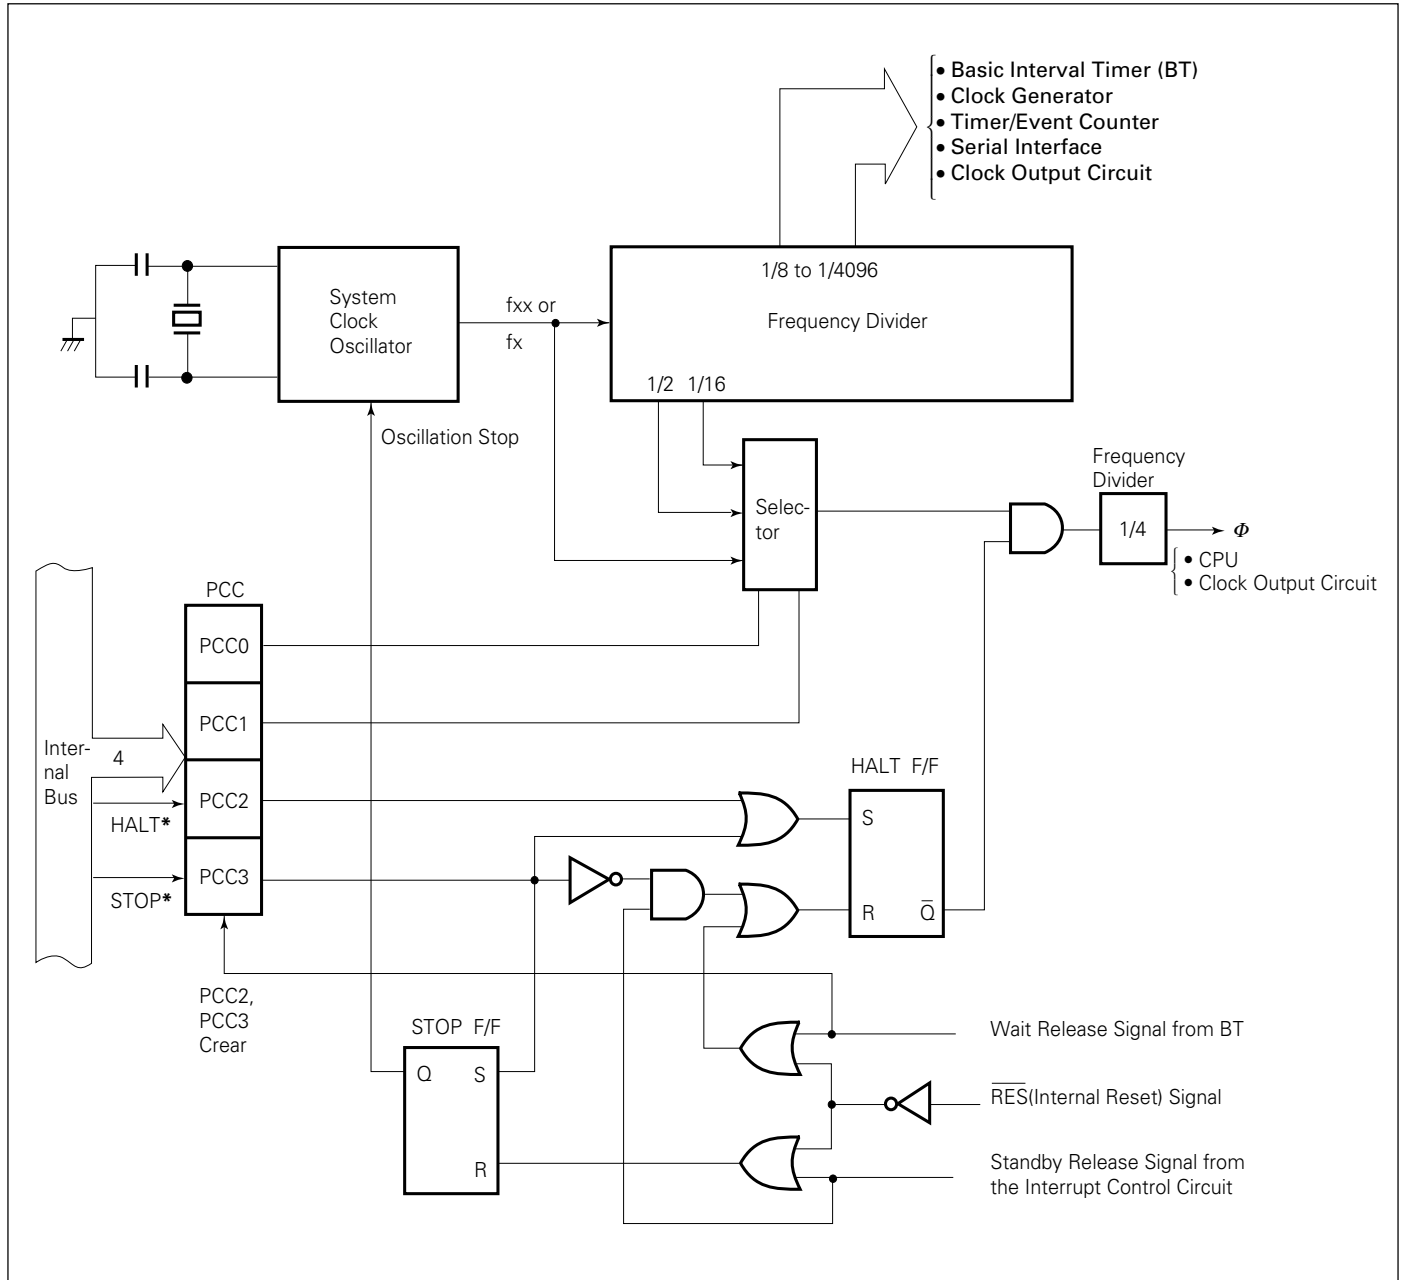 • Basic Interval Timer (BT)
• Clock Generator
• Timer/Event Counter
• Serial Interface
• Clock Output Circuit
1/8 to 1/4096
Frequency Divider
1/2 1/16
System
Clock
Oscillator
fxx or
fx
Oscillation Stop
Selec-
tor
Frequency
Divider
1/4
Φ
• CPU
• Clock Output Circuit
PCC
PCC0
PCC1
PCC2
PCC3
Inter-
nal
Bus
4
HALT*
STOP*
PCC2,
PCC3
Crear
HALT F/F
S
R
Q̅
STOP F/F
Q
S
R
Wait Release Signal from BT
R̅E̅S̅(Internal Reset) Signal
Standby Release Signal from
the Interrupt Control Circuit